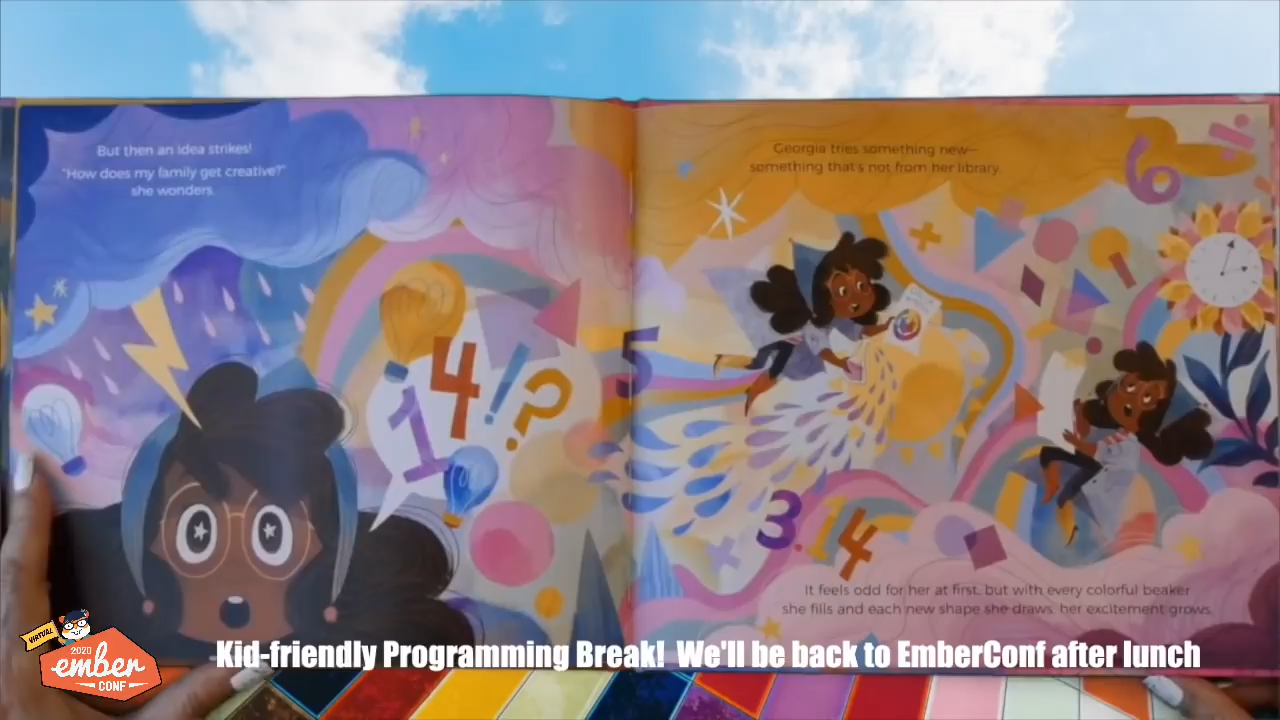 But then an idea strikes!
"How does my family get creative?"
she wonders.
14!?
Georgia tries something new—
something that's not from her library.
6
5
3.14
It feels odd for her at first, but with every colorful beaker
she fills and each new shape she draws, her excitement grows.
VIRTUAL
2020
ember
CONF
Kid-friendly Programming Break! We'll be back to EmberConf after lunch